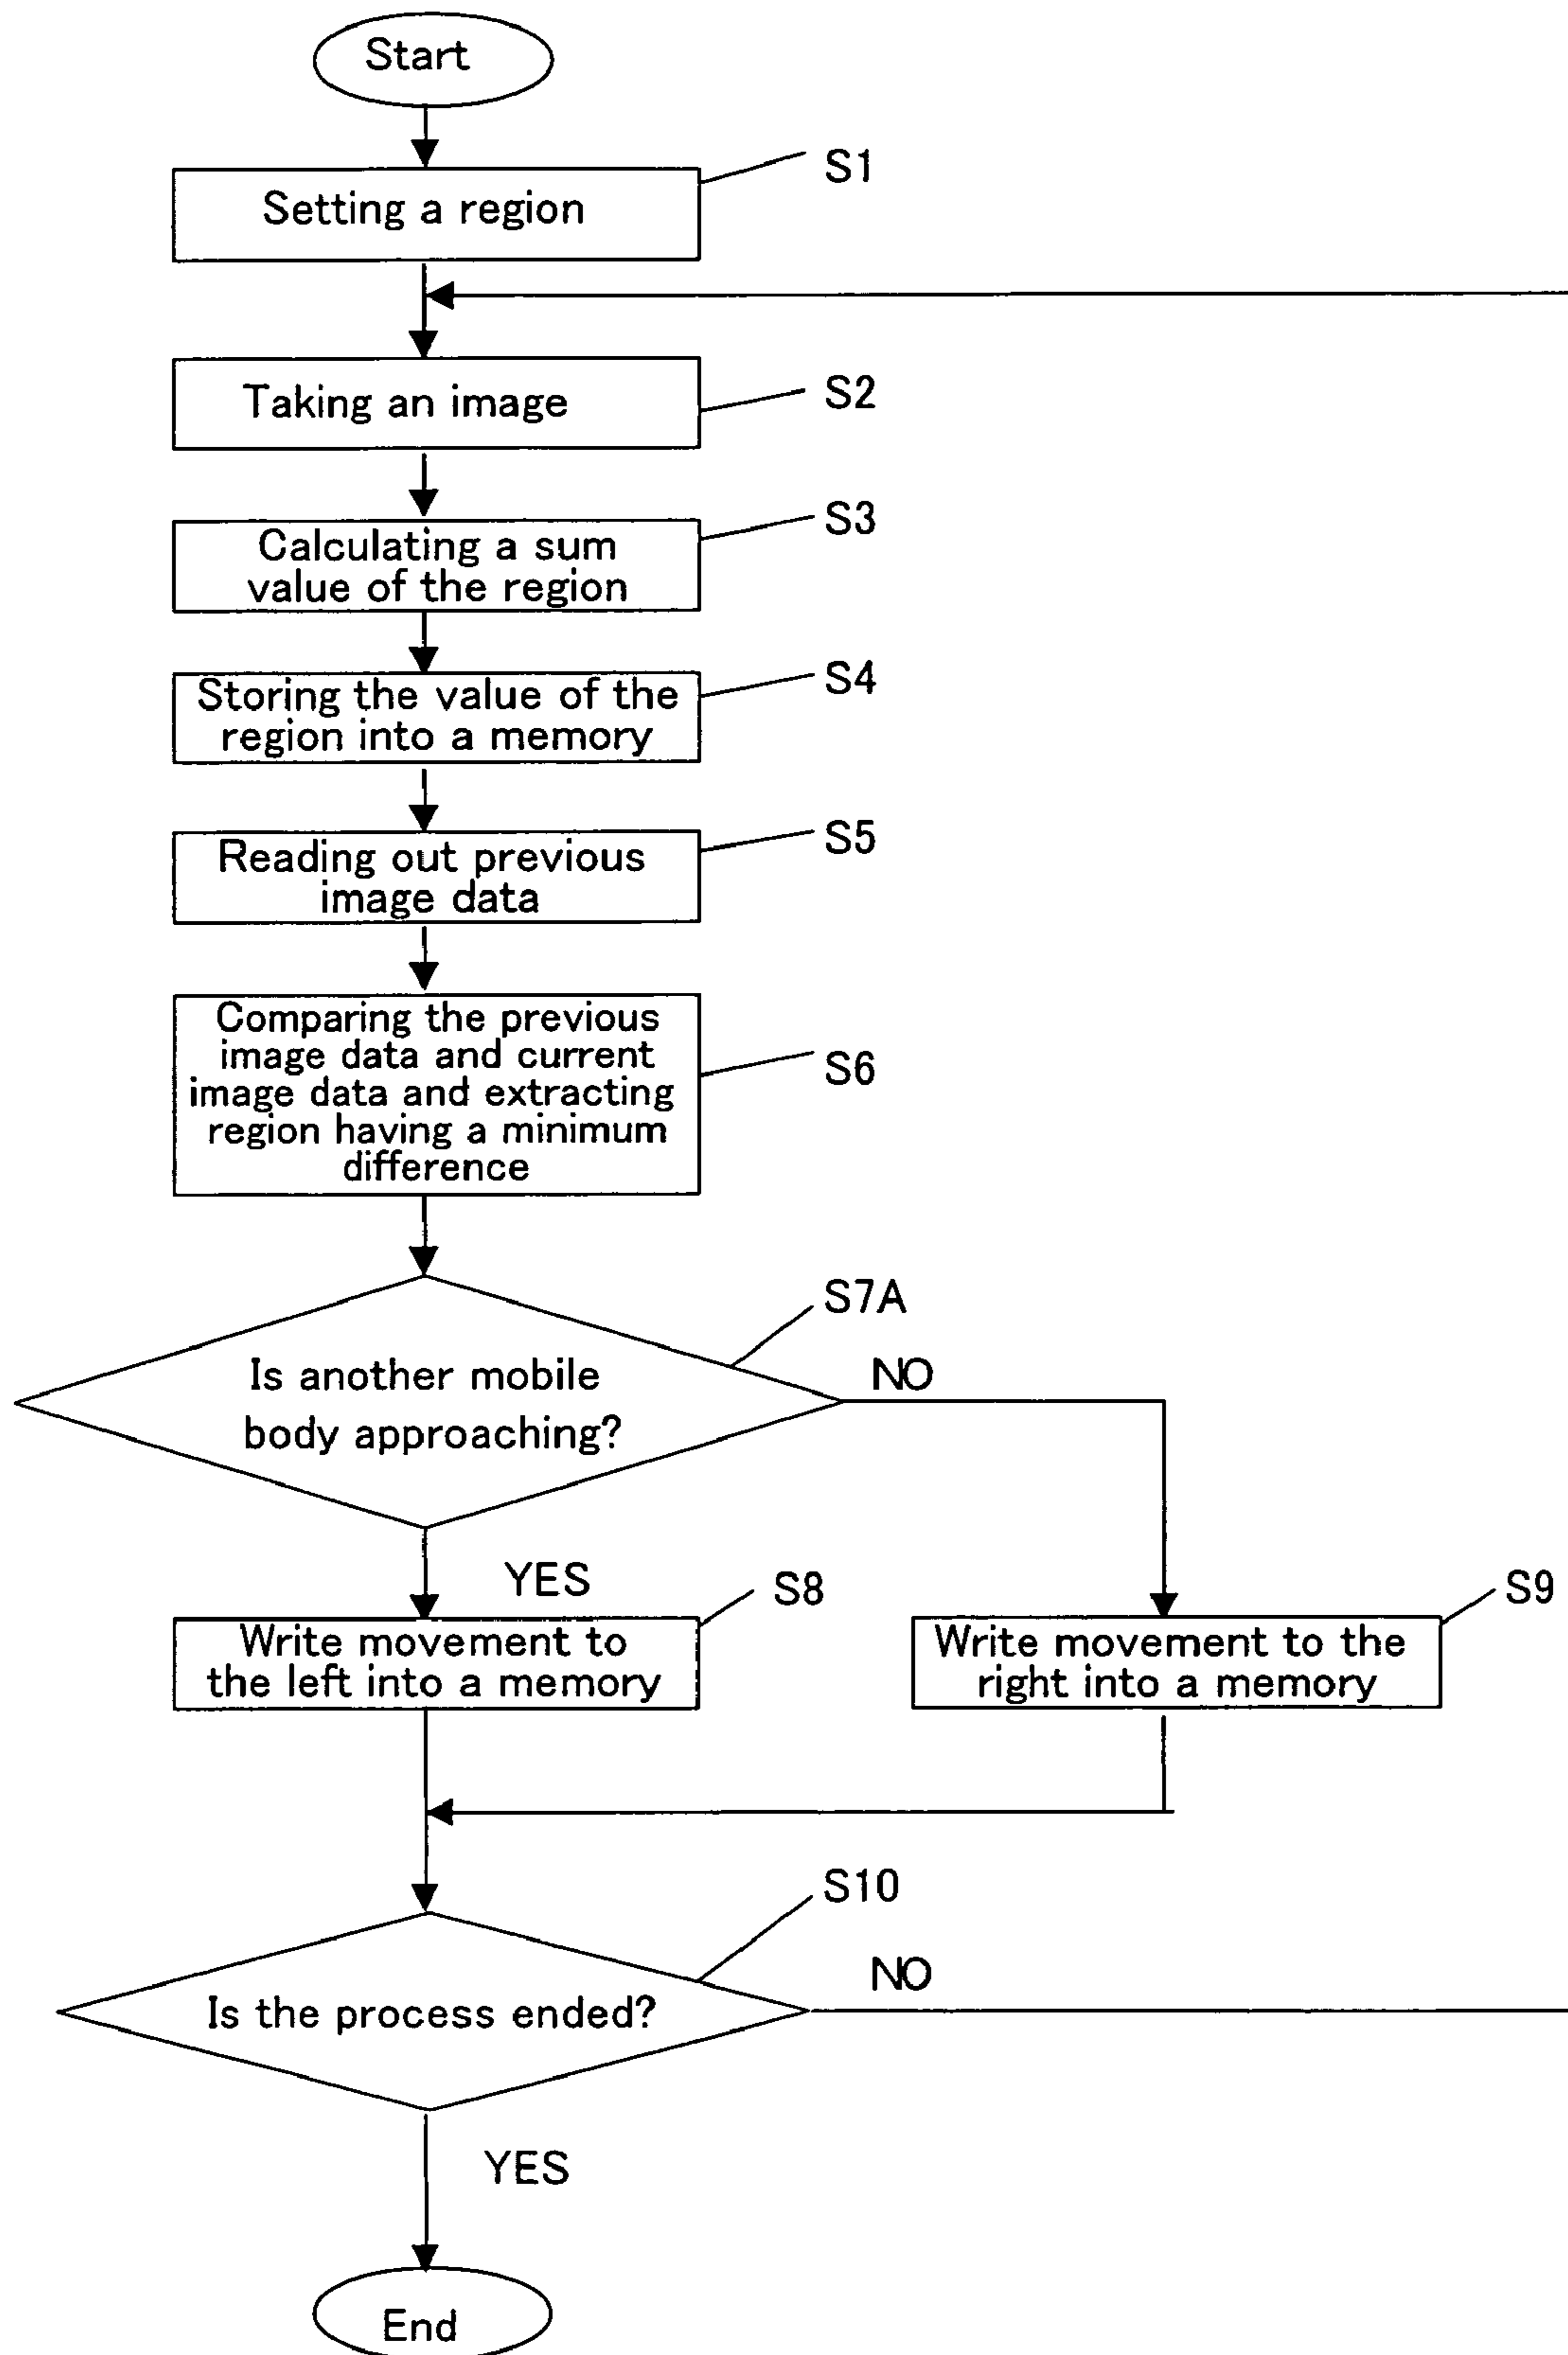 Start
S1
Setting a region
S2
Taking an image
S3
Calculating a sum
value of the region
S4
Storing the value of the
region into a memory
S5
Reading out previous
image data
Comparing the previous
image data and current
S6
image data and extracting
region having a minimum
difference
S7A
Is another mobile
NO
body approaching?
YES
S8
S9
Write movement to
the left into a memory
Write movement to the
right into a memory
S10
NO
Is the process ended?
YES
End